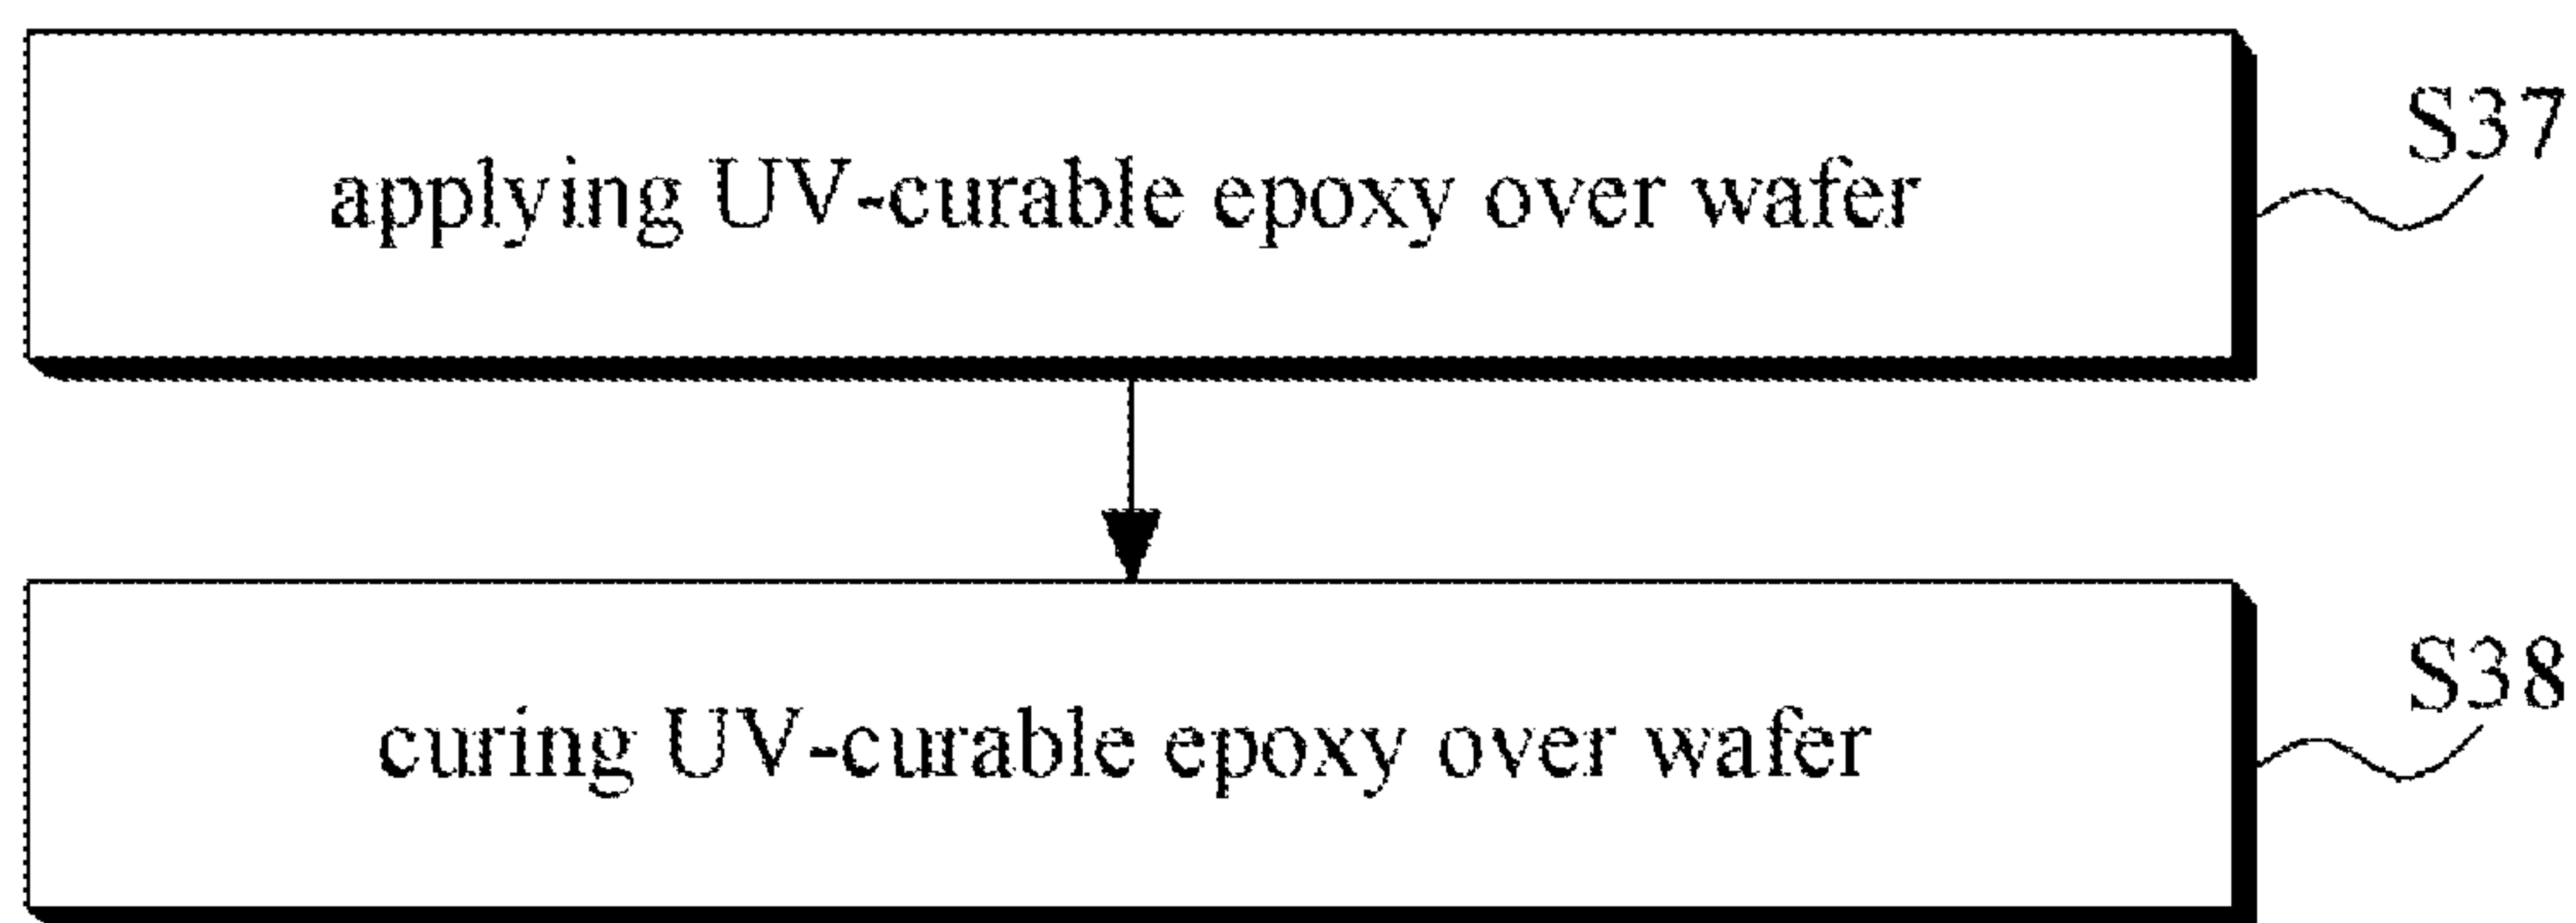 applying UV-curable epoxy over wafer
S37
curing UV-curable epoxy over wafer
S38